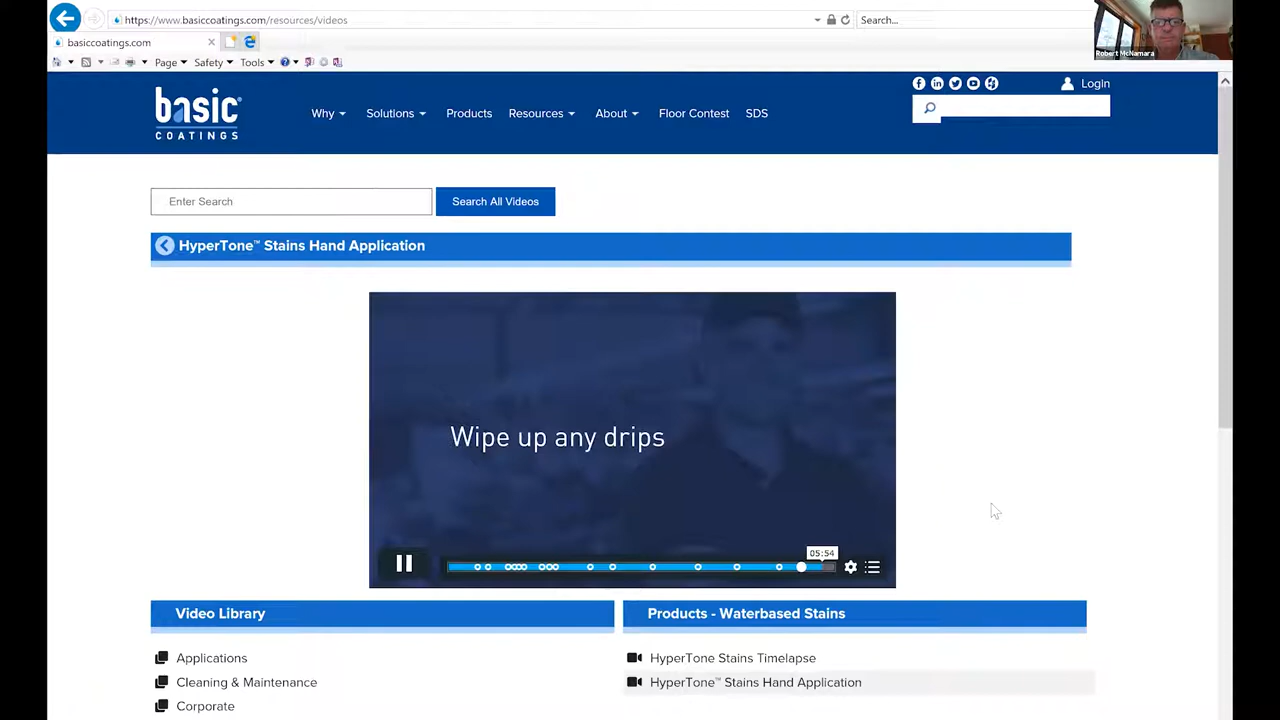 https://www.basiccoatings.com/resources/videos
Search...
basiccoatings.com
Page
Safety
Tools
Robert McNamara
basic
COATINGS
Why
Solutions
Products
Resources
About
Floor Contest
SDS
Login
Enter Search
Search All Videos
HyperTone™ Stains Hand Application
Wipe up any drips
05:54
Video Library
Products - Waterbased Stains
Applications
HyperTone Stains Timelapse
Cleaning & Maintenance
HyperTone™ Stains Hand Application
Corporate